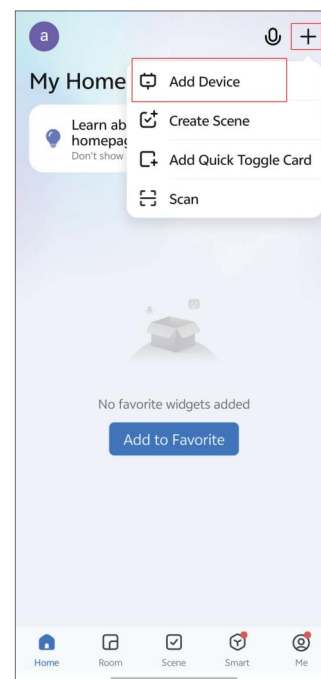 a
My Home
Add Device
Create Scene
Add Quick Toggle Card
Scan
Learn ab
homepag
Don't show
No favorite widgets added
Add to Favorite
Home
Room
Scene
Smart
Me